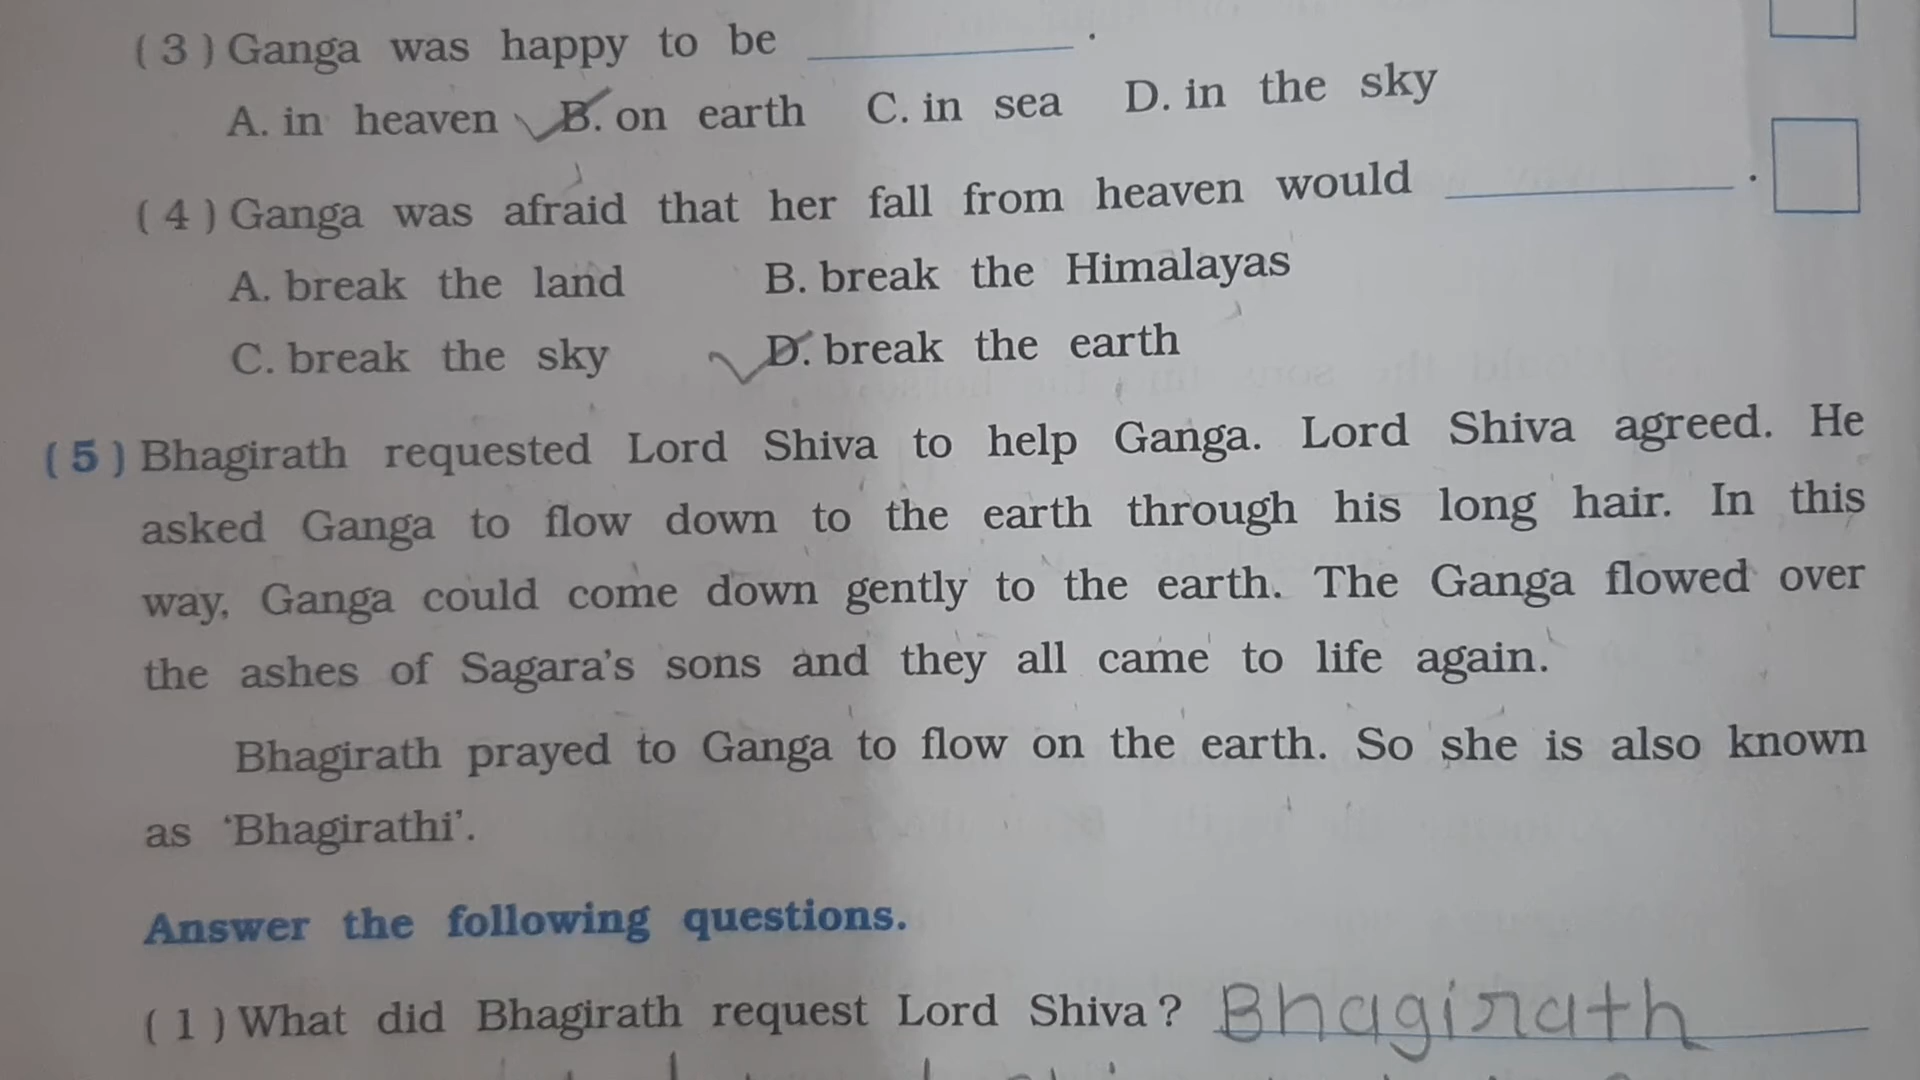 (3) Ganga was happy to be ________.
A. in heaven B. on earth C. in sea D. in the sky
(4) Ganga was afraid that her fall from heaven would ________.
A. break the land B. break the Himalayas
C. break the sky D. break the earth
(5) Bhagirath requested Lord Shiva to help Ganga. Lord Shiva agreed. He
asked Ganga to flow down to the earth through his long hair. In this
way, Ganga could come down gently to the earth. The Ganga flowed over
the ashes of Sagara's sons and they all came to life again.
Bhagirath prayed to Ganga to flow on the earth. So she is also known
as 'Bhagirathi'.
Answer the following questions.
(1) What did Bhagirath request Lord Shiva? Bhagirath